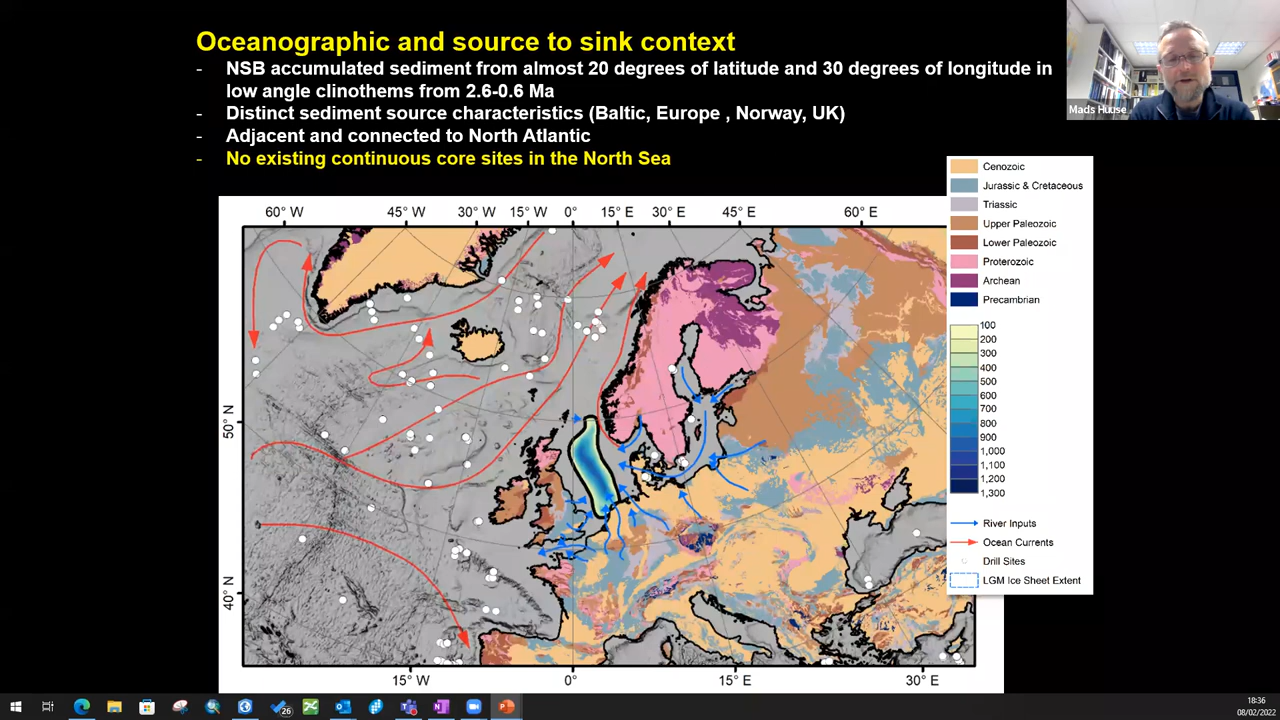 Oceanographic and source to sink context
- NSB accumulated sediment from almost 20 degrees of latitude and 30 degrees of longitude in
low angle clinothems from 2.6-0.6 Ma
- Distinct sediment source characteristics (Baltic, Europe , Norway, UK)
- Adjacent and connected to North Atlantic
- No existing continuous core sites in the North Sea
Mads Huuse
60° W 45° W 30° W 15° W 0° 15° E 30° E 45° E 60° E
50° N
40° N
15° W 0° 15° E 30° E
Cenozoic
Jurassic & Cretaceous
Triassic
Upper Paleozoic
Lower Paleozoic
Proterozoic
Archean
Precambrian
100
200
300
400
500
600
700
800
900
1,000
1,100
1,200
1,300
River Inputs
Ocean Currents
Drill Sites
LGM Ice Sheet Extent
26
18:36
08/02/2022